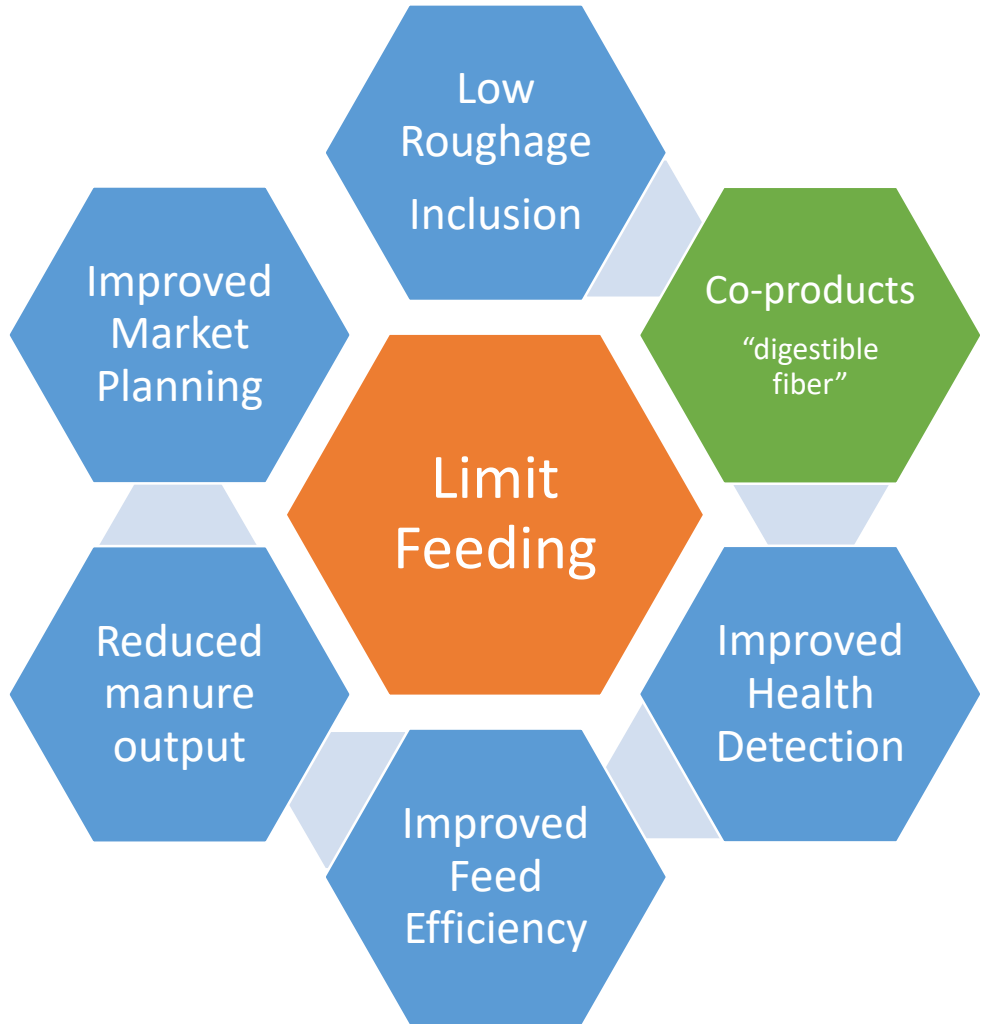 Low
Roughage
Inclusion
Co-products
“digestible
fiber”
Improved
Market
Planning
Limit
Feeding
Improved
Health
Detection
Reduced
manure
output
Improved
Feed
Efficiency